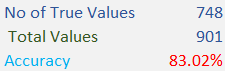 No of True Values 748
Total Values 901
Accuracy 83.02%